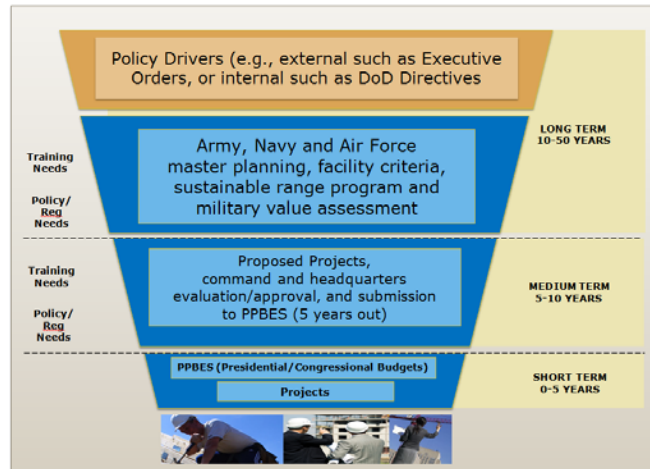 Policy Drivers (e.g., external such as Executive
Orders, or internal such as DoD Directives
LONG TERM
10-50 YEARS
Army, Navy and Air Force
master planning, facility criteria,
sustainable range program and
military value assessment
Training
Needs
Policy/
Reg
Needs
Proposed Projects,
command and headquarters
evaluation/approval, and submission
to PPBES (5 years out)
Training
Needs
Policy/
Reg
Needs
MEDIUM TERM
5-10 YEARS
PPBES (Presidential/Congressional Budgets)
Projects
SHORT TERM
0-5 YEARS